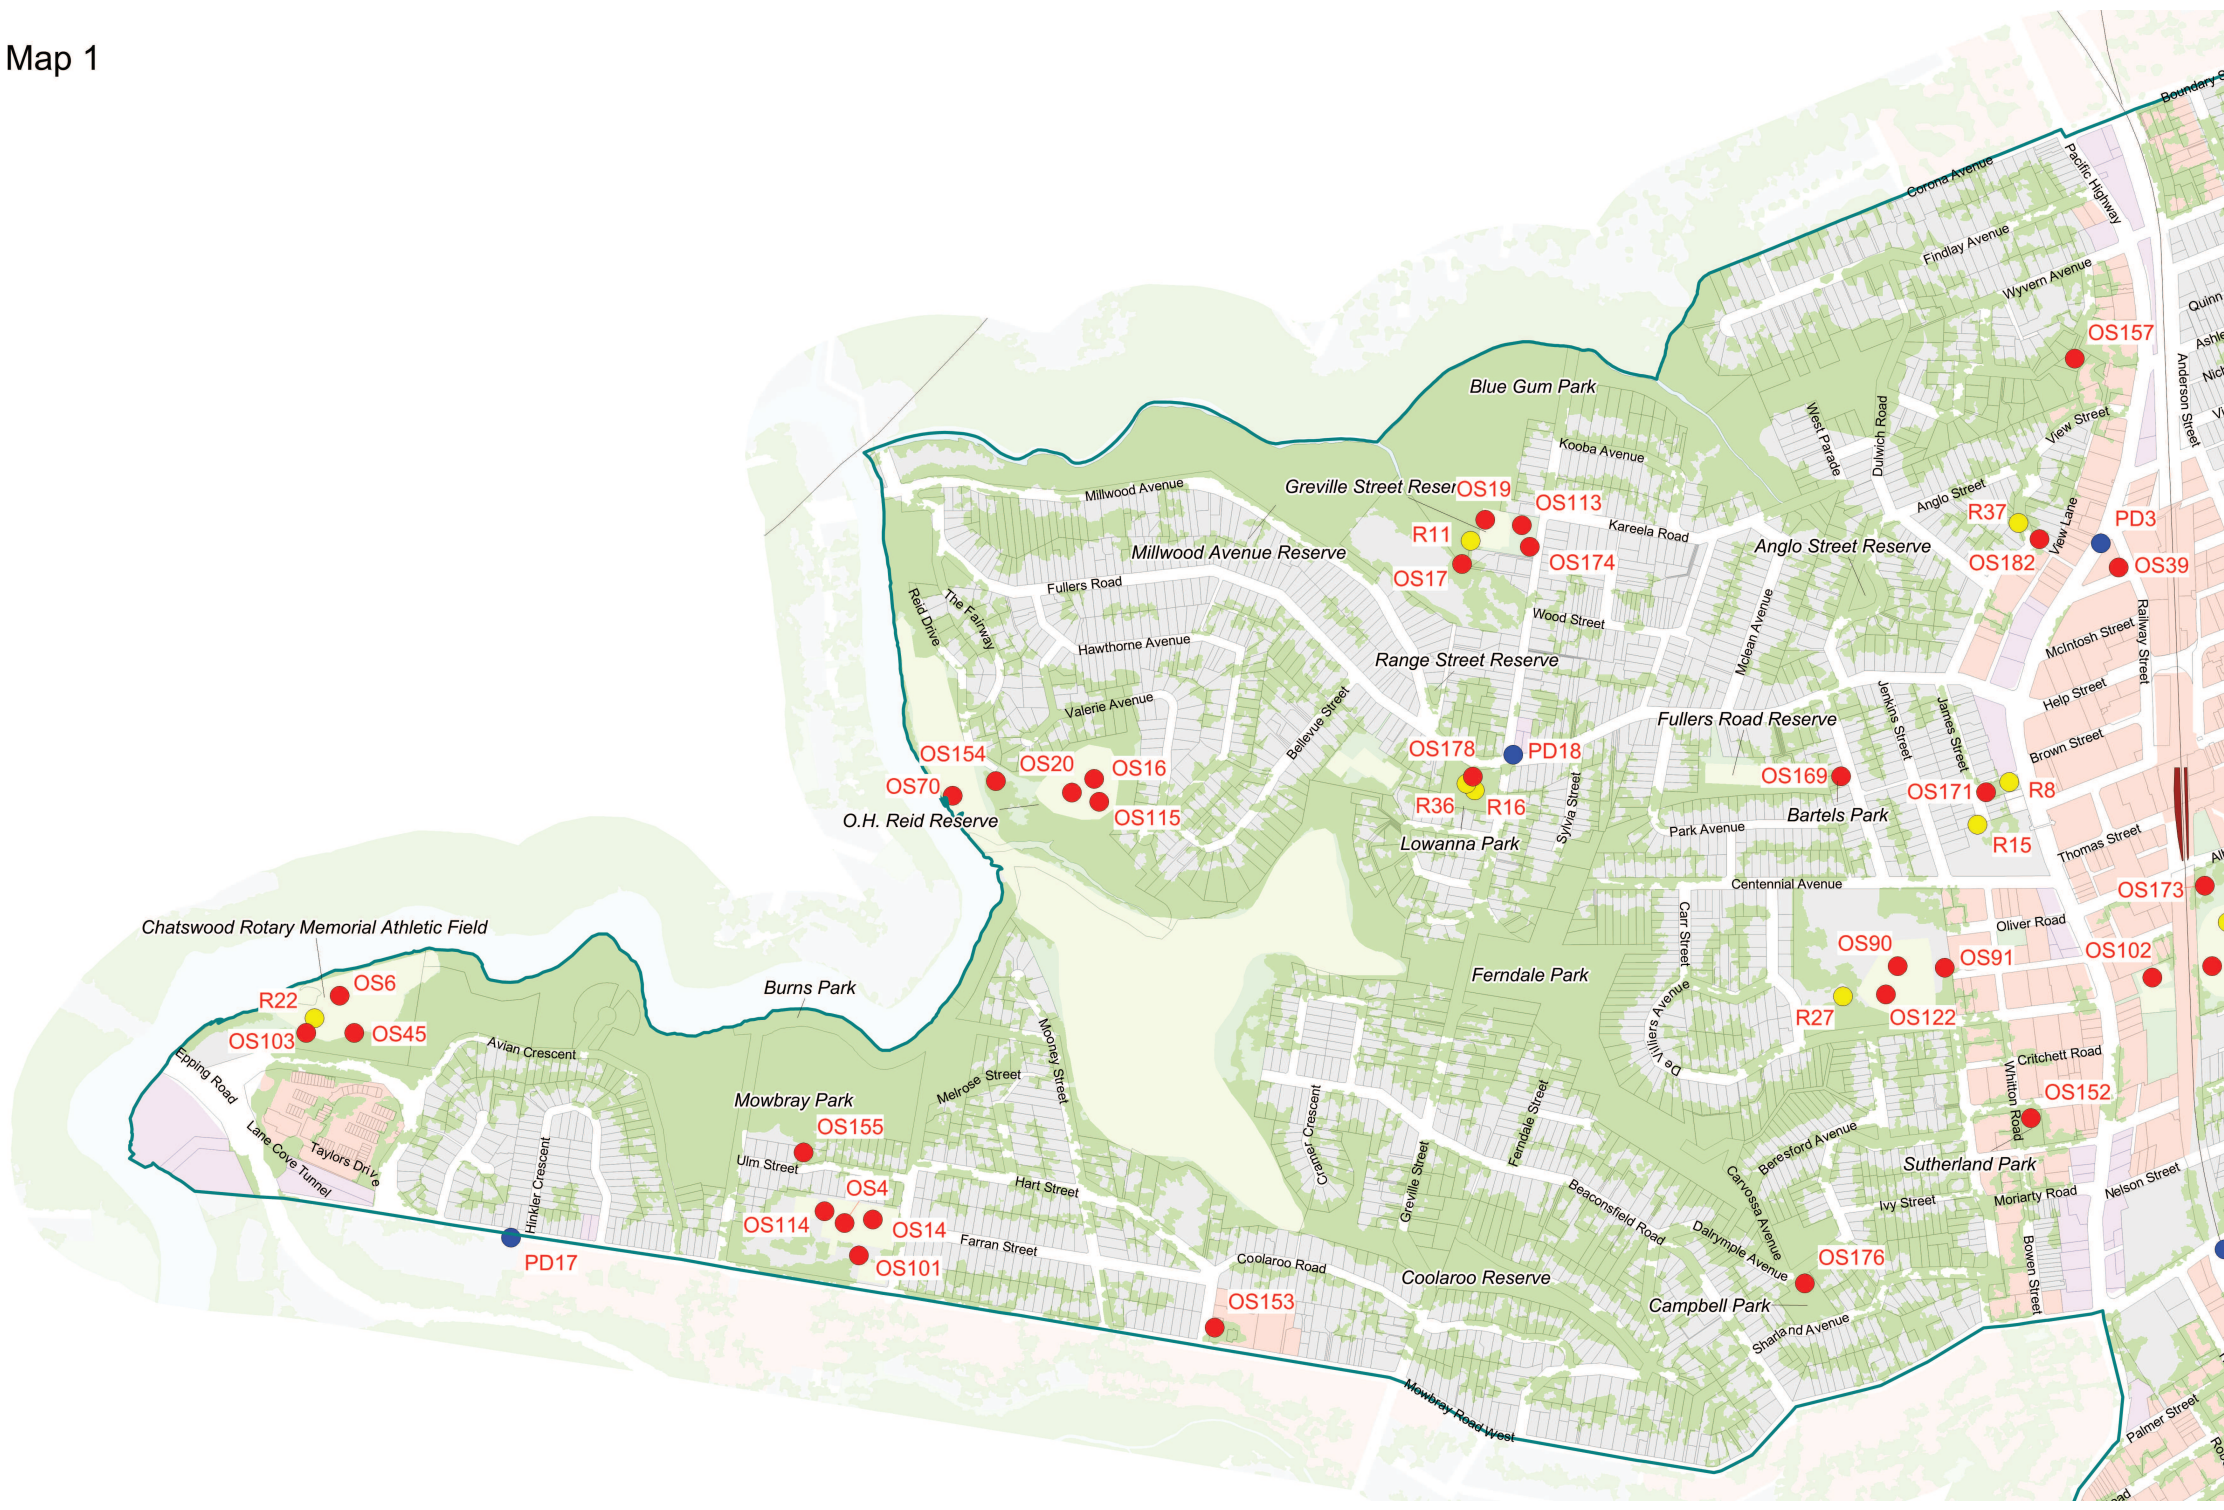 Map 1
Boundary S
Pacific Highway
Corona Avenue
Findlay Avenue
Wyvern Avenue
Quinn
Ashle
OS157
Nich
Anderson Street
Blue Gum Park
West Parade
Dulwich Road
View Street
Kooba Avenue
Greville Street Reser
OS19
Millwood Avenue
OS113
Anglo Street
R37
View Lane
PD3
R11
Kareela Road
Millwood Avenue Reserve
Anglo Street Reserve
OS17
OS174
OS182
OS39
Fullers Road
Reid Drive
The Fairway
Wood Street
Mclean Avenue
McIntosh Street
Railway Street
Hawthorne Avenue
Range Street Reserve
Valerie Avenue
Bellevue Street
Fullers Road Reserve
Jenkins Street
James Street
Help Street
Brown Street
OS154
OS20
OS16
OS178
PD18
OS169
OS70
OS171
R8
R36
R16
O.H. Reid Reserve
OS115
Sylvia Street
Bartels Park
Park Avenue
Lowanna Park
R15
Thomas Street
Centennial Avenue
OS173
Chatswood Rotary Memorial Athletic Field
Carr Street
Oliver Road
OS90
OS91
OS102
Ferndale Park
OS6
R22
Burns Park
De Villiers Avenue
R27
OS122
OS103
OS45
Epping Road
Avian Crescent
Mooney Street
Melrose Street
Critchett Road
Whitton Road
Mowbray Park
OS152
Cramer Crescent
Ferndale Street
OS155
Lane Cove Tunnel
Taylors Drive
Hinkler Crescent
Ulm Street
Beresford Avenue
Sutherland Park
Greville Street
Hart Street
OS4
Beaconsfield Road
Carvossa Avenue
Ivy Street
Moriarty Road
Nelson Street
OS114
OS14
Farran Street
Dalrymple Avenue
Bowen Street
PD17
OS101
Coolaroo Road
Coolaroo Reserve
OS176
OS153
Campbell Park
Sharland Avenue
Mowbray Road West
Palmer Street